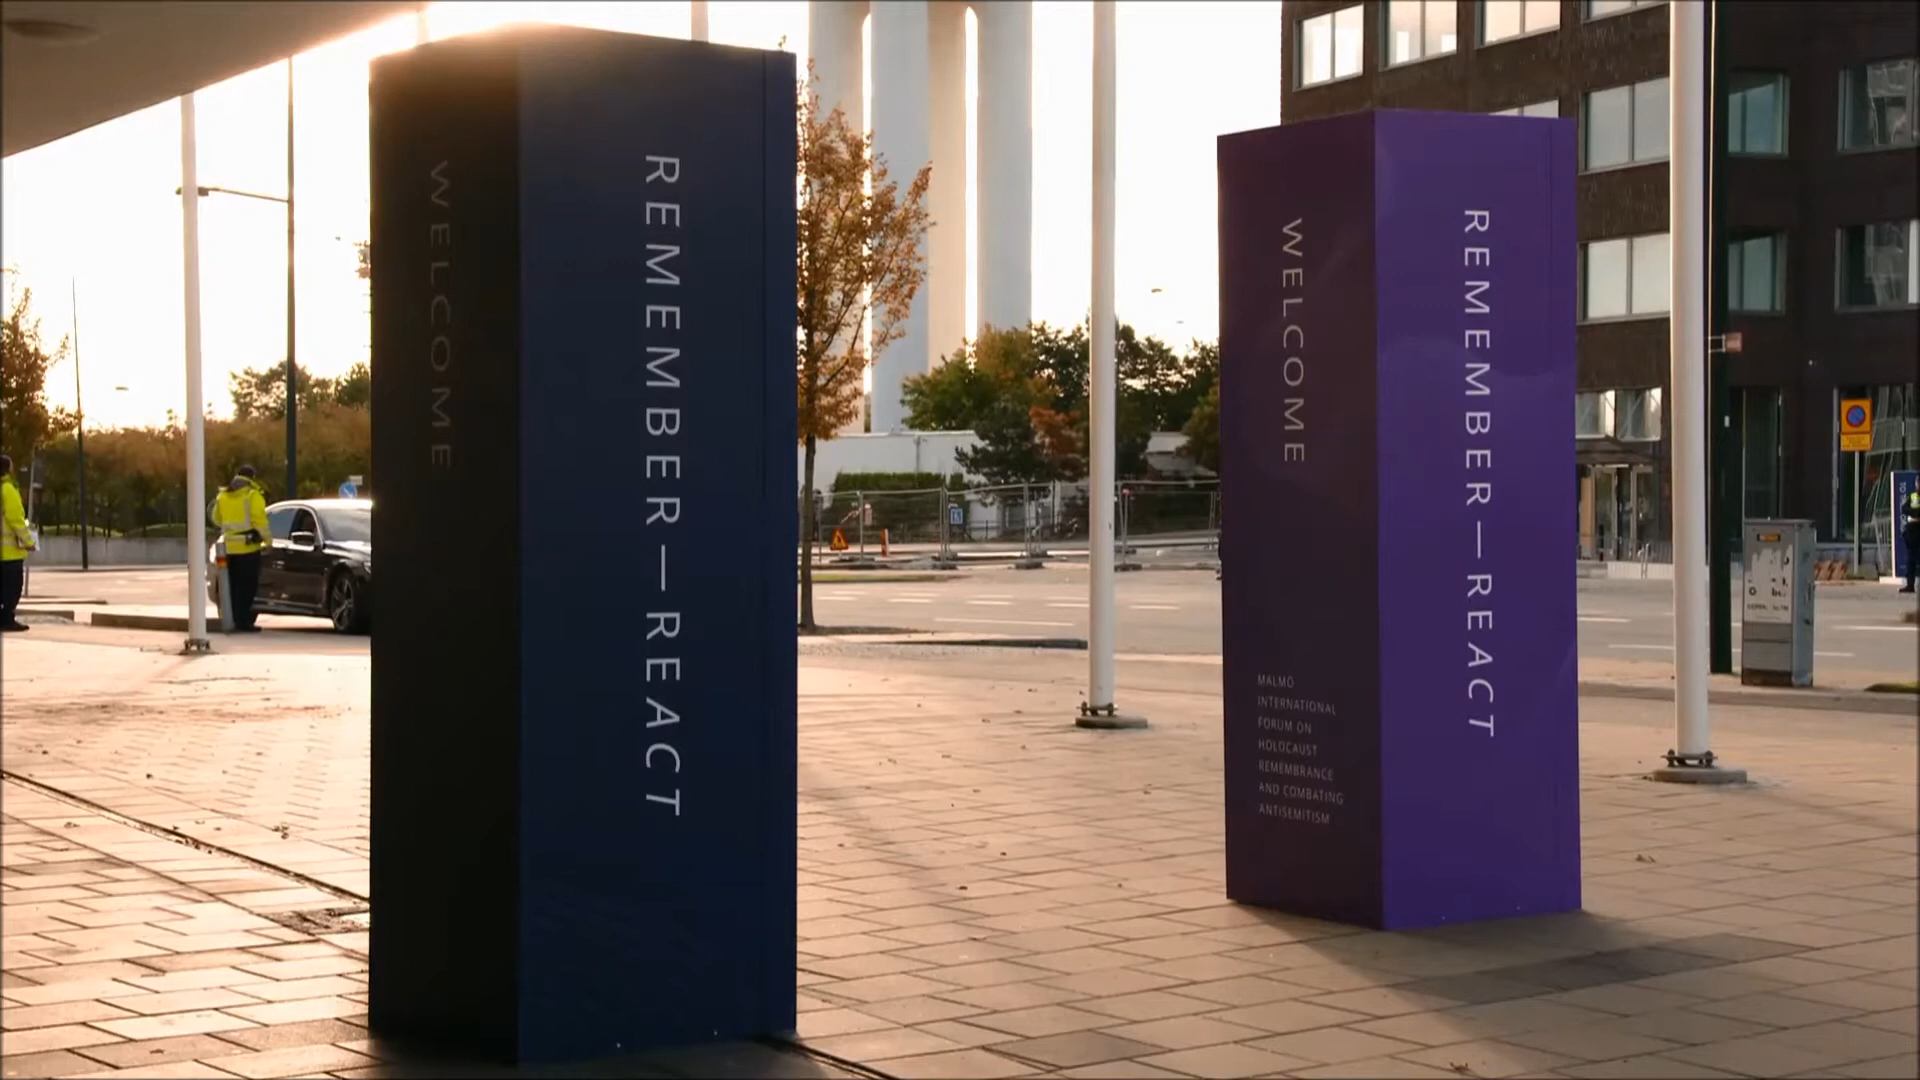 WELCOME
REMEMBER—REACT
WELCOME
MALMÖ
INTERNATIONAL
FORUM ON
HOLOCAUST
REMEMBRANCE
AND COMBATING
ANTISEMITISM
REMEMBER—REACT